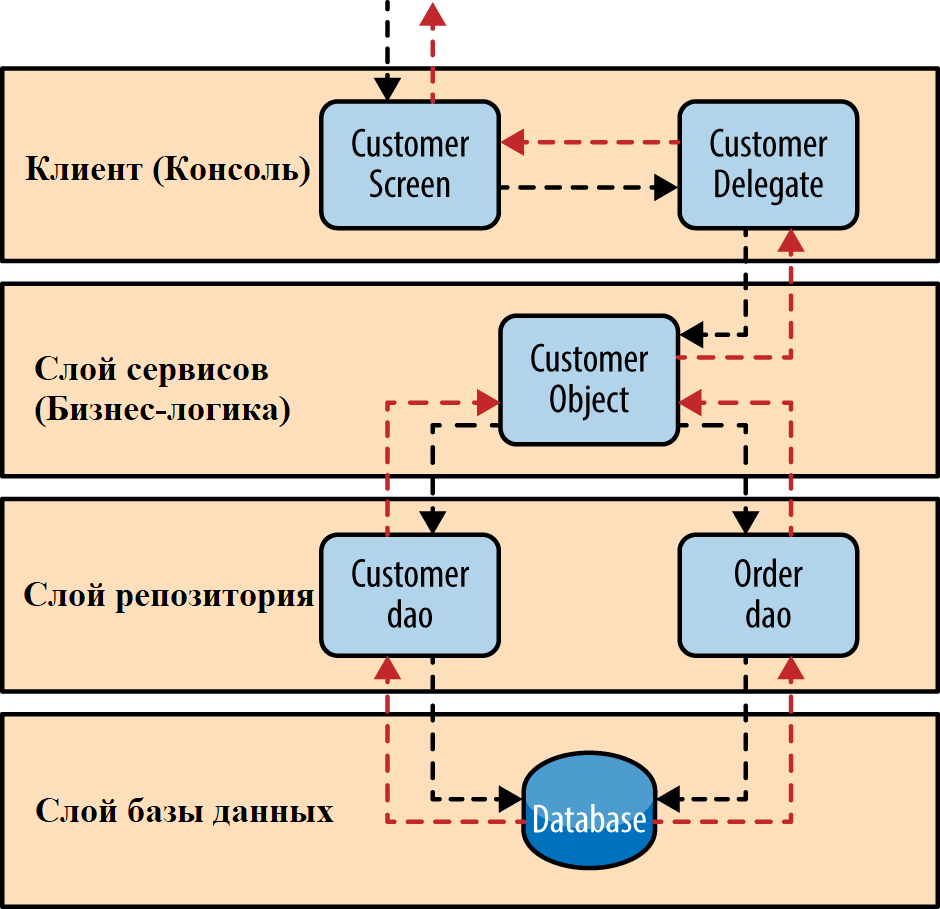 Клиент (Консоль)
Customer
Screen
Customer
Delegate
Слой сервисов
(Бизнес-логика)
Customer
Object
Слой репозитория
Customer
dao
Order
dao
Слой базы данных
Database